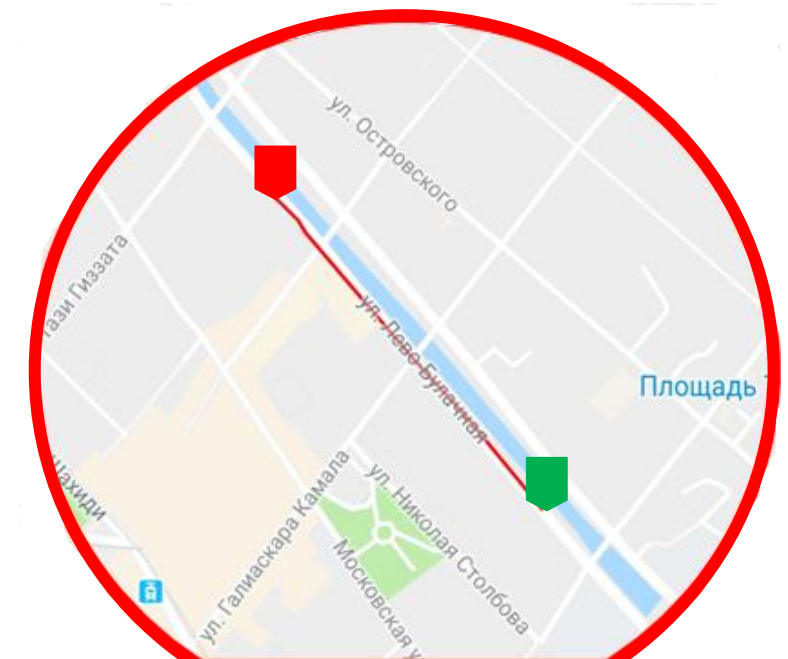 ул. Островского
Гази Гиззата
ул. Лево-Булачная
Площадь
Шахиди
ул. Галиаскара Камала
ул. Николая Столбова
Московская у